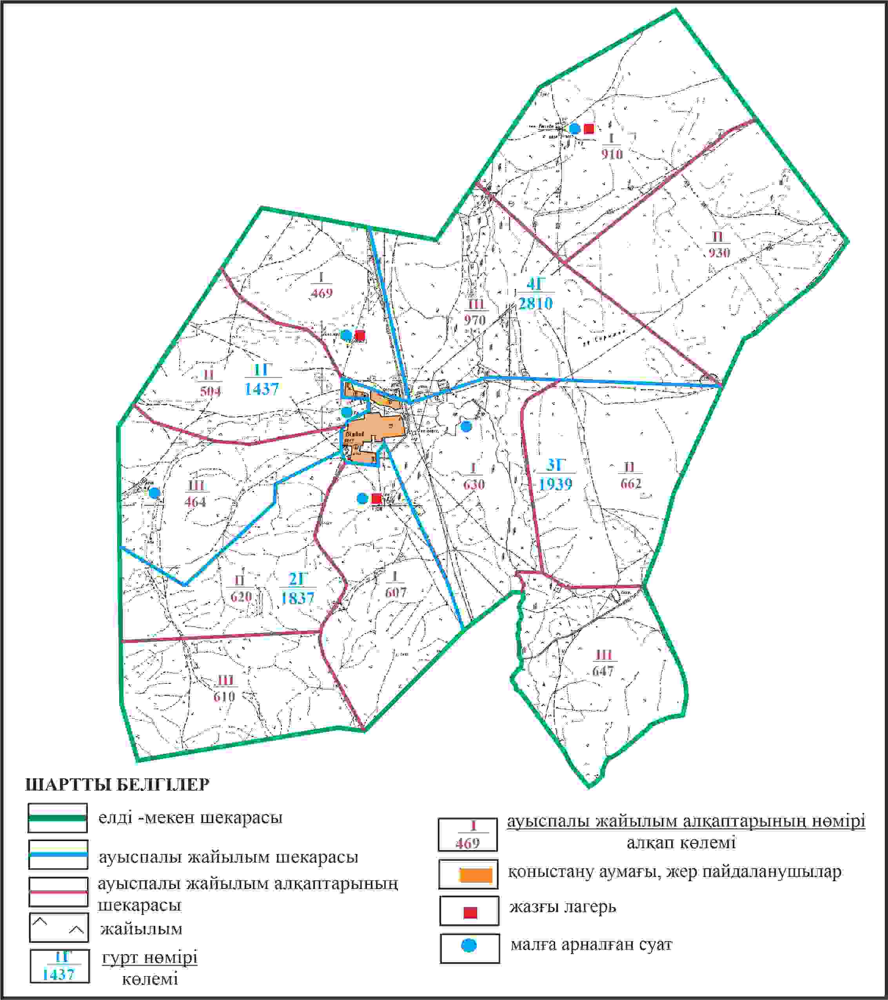 I
910
II
930
4Г
2810
III
970
I
469
II
504
1Г
1437
I
630
3Г
1939
II
662
III
464
II
620
2Г
1837
I
607
III
647
III
610
ШАРТТЫ БЕЛГІЛЕР
елді -мекен шекарасы
ауыспалы жайылым шекарасы
ауыспалы жайылым алқаптарының
шекарасы
жайылым
1Г
1437
гурт нөмірі
көлемі
I
469
ауыспалы жайылым алқаптарының нөмірі
алқап көлемі
қоныстану аумағы, жер пайдаланушылар
жазғы лагерь
малға арналған суат